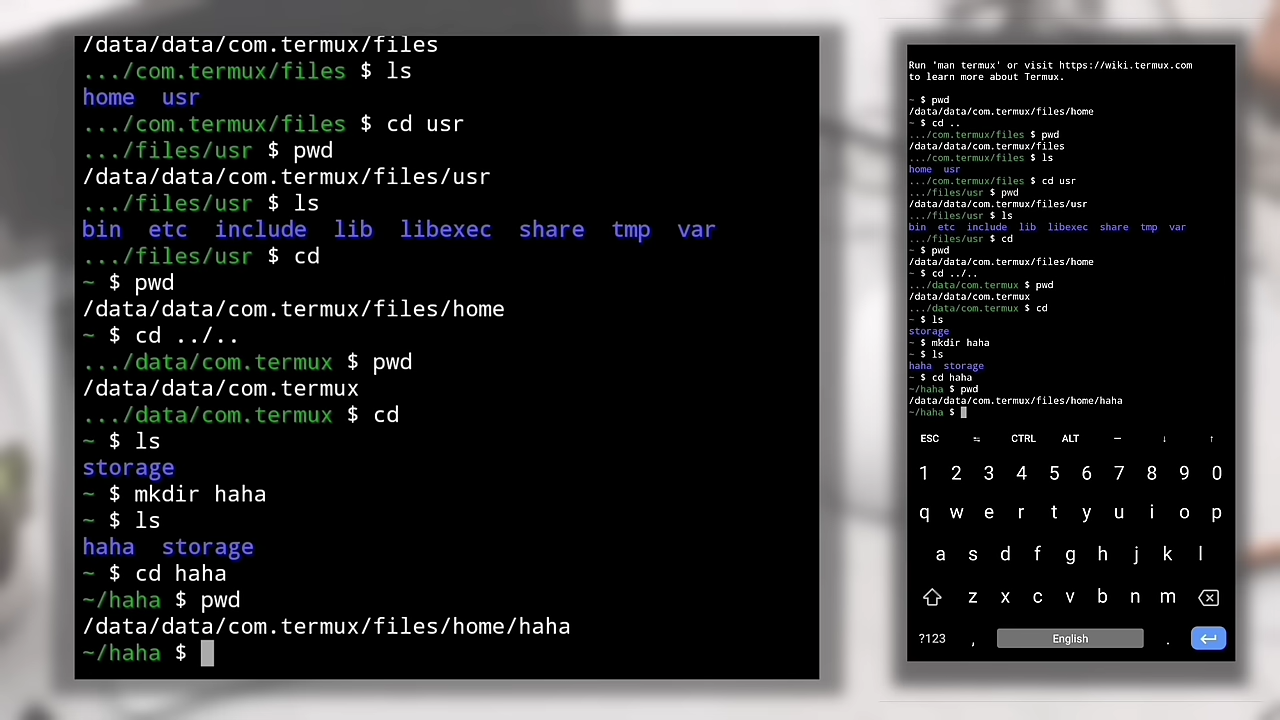 /data/data/com.termux/files
.../com.termux/files $ ls
home  usr
.../com.termux/files $ cd usr
.../files/usr $ pwd
/data/data/com.termux/files/usr
.../files/usr $ ls
bin  etc  include  lib  libexec  share  tmp  var
.../files/usr $ cd
~ $ pwd
/data/data/com.termux/files/home
~ $ cd ../..
.../data/com.termux $ pwd
/data/data/com.termux
.../data/com.termux $ cd
~ $ ls
storage
~ $ mkdir haha
~ $ ls
haha  storage
~ $ cd haha
~/haha $ pwd
/data/data/com.termux/files/home/haha
~/haha $
Run 'man termux' or visit https://wiki.termux.com
to learn more about Termux.
~ $ pwd
/data/data/com.termux/files/home
~ $ cd ..
.../com.termux/files $ pwd
/data/data/com.termux/files
.../com.termux/files $ ls
home  usr
.../com.termux/files $ cd usr
.../files/usr $ pwd
/data/data/com.termux/files/usr
.../files/usr $ ls
bin  etc  include  lib  libexec  share  tmp  var
.../files/usr $ cd
~ $ pwd
/data/data/com.termux/files/home
~ $ cd ../..
.../data/com.termux $ pwd
/data/data/com.termux
.../data/com.termux $ cd
~ $ ls
storage
~ $ mkdir haha
~ $ ls
haha  storage
~ $ cd haha
~/haha $ pwd
/data/data/com.termux/files/home/haha
~/haha $
ESC ⇆ CTRL ALT — ↓ ↑
1 2 3 4 5 6 7 8 9 0
q w e r t y u i o p
a s d f g h j k l
z x c v b n m
?123 , English .